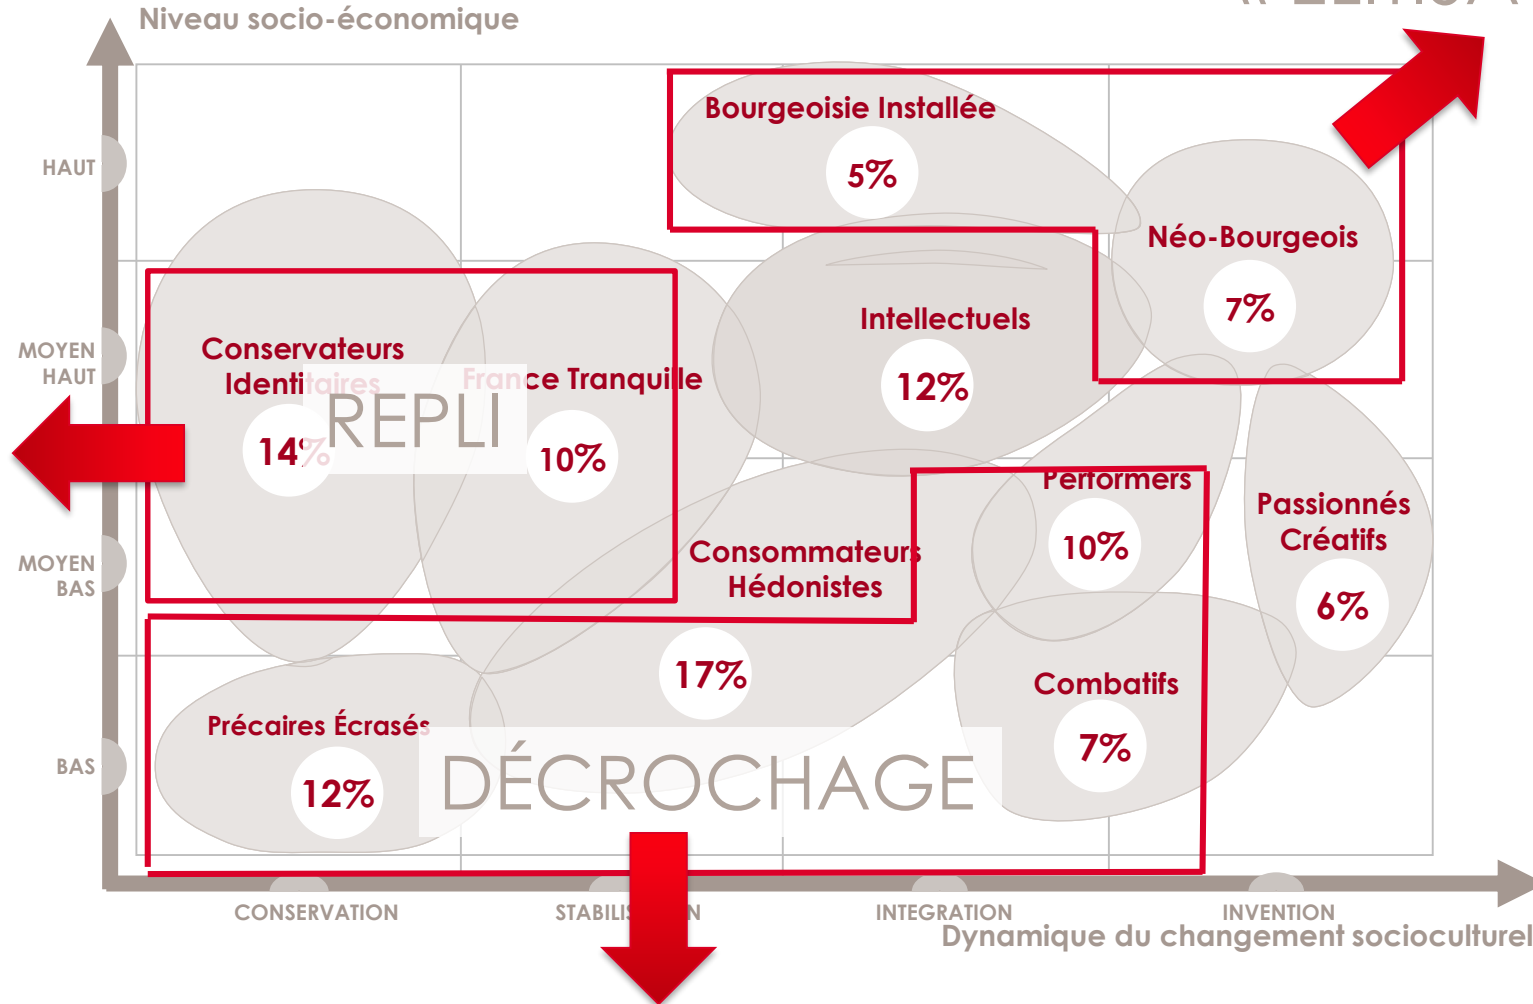 Niveau socio-économique
Bourgeoisie Installée
5%
HAUT
Néo-Bourgeois
7%
Intellectuels
12%
MOYEN
HAUT
Conservateurs
Identitaires
14%
REPLI
France Tranquille
10%
Performers
10%
Passionnés
Créatifs
6%
Consommateurs
Hédonistes
17%
MOYEN
BAS
Combatifs
7%
Précaires Écrasés
12%
DÉCROCHAGE
BAS
CONSERVATION
INTEGRATION
INVENTION
Dynamique du changement socioculturel